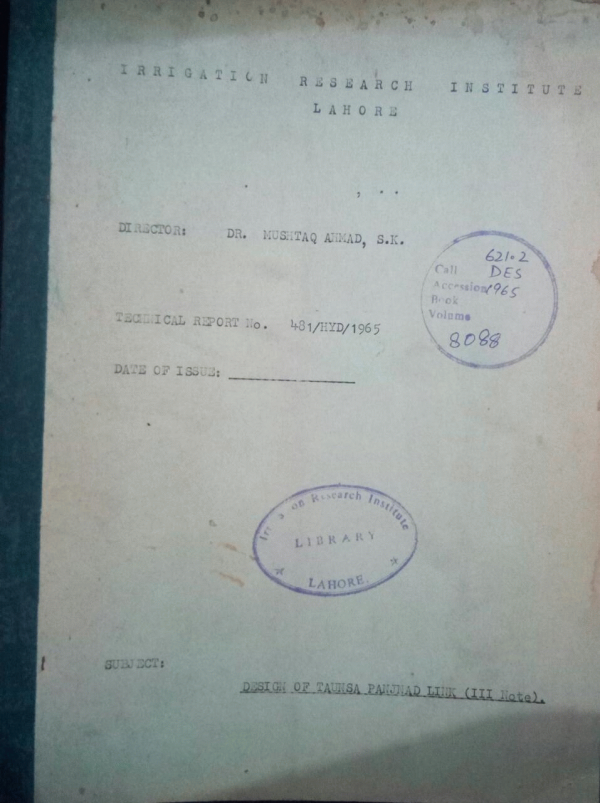 IRRIGATION RESEARCH INSTITUTE
LAHORE
DIRECTOR: DR. MUSHTAQ AHMAD, S.K.
621.2
Call DES
Accession 1965
Book
Volume
8088
TECHNICAL REPORT No. 481/HYD/1965
DATE OF ISSUE:
Irrigation Research Institute
LIBRARY
LAHORE.
SUBJECT:
DESIGN OF TAUNSA PANJNAD LINK (III Note).